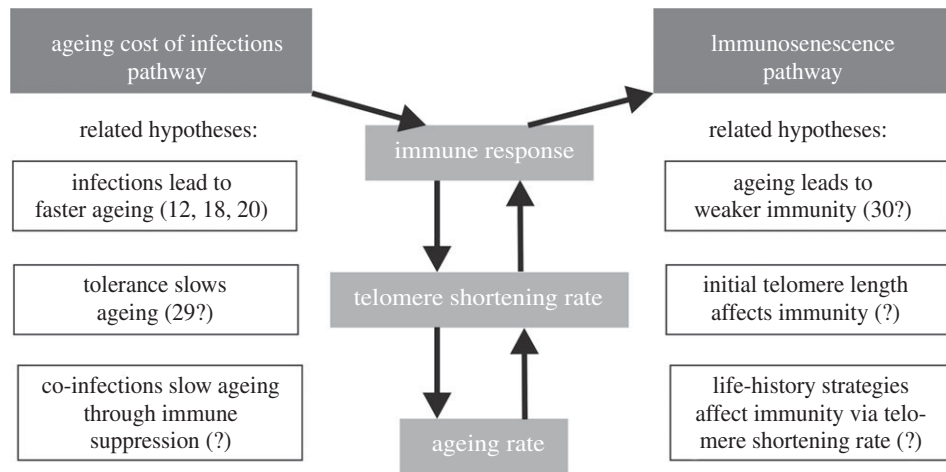 ageing cost of infections
pathway
related hypotheses:
infections lead to
faster ageing (12, 18, 20)
tolerance slows
ageing (29?)
co-infections slow ageing
through immune
suppression (?)
immune response
telomere shortening rate
ageing rate
lmmunosenescence
pathway
related hypotheses:
ageing leads to
weaker immunity (30?)
initial telomere length
affects immunity (?)
life-history strategies
affect immunity via telo-
mere shortening rate (?)